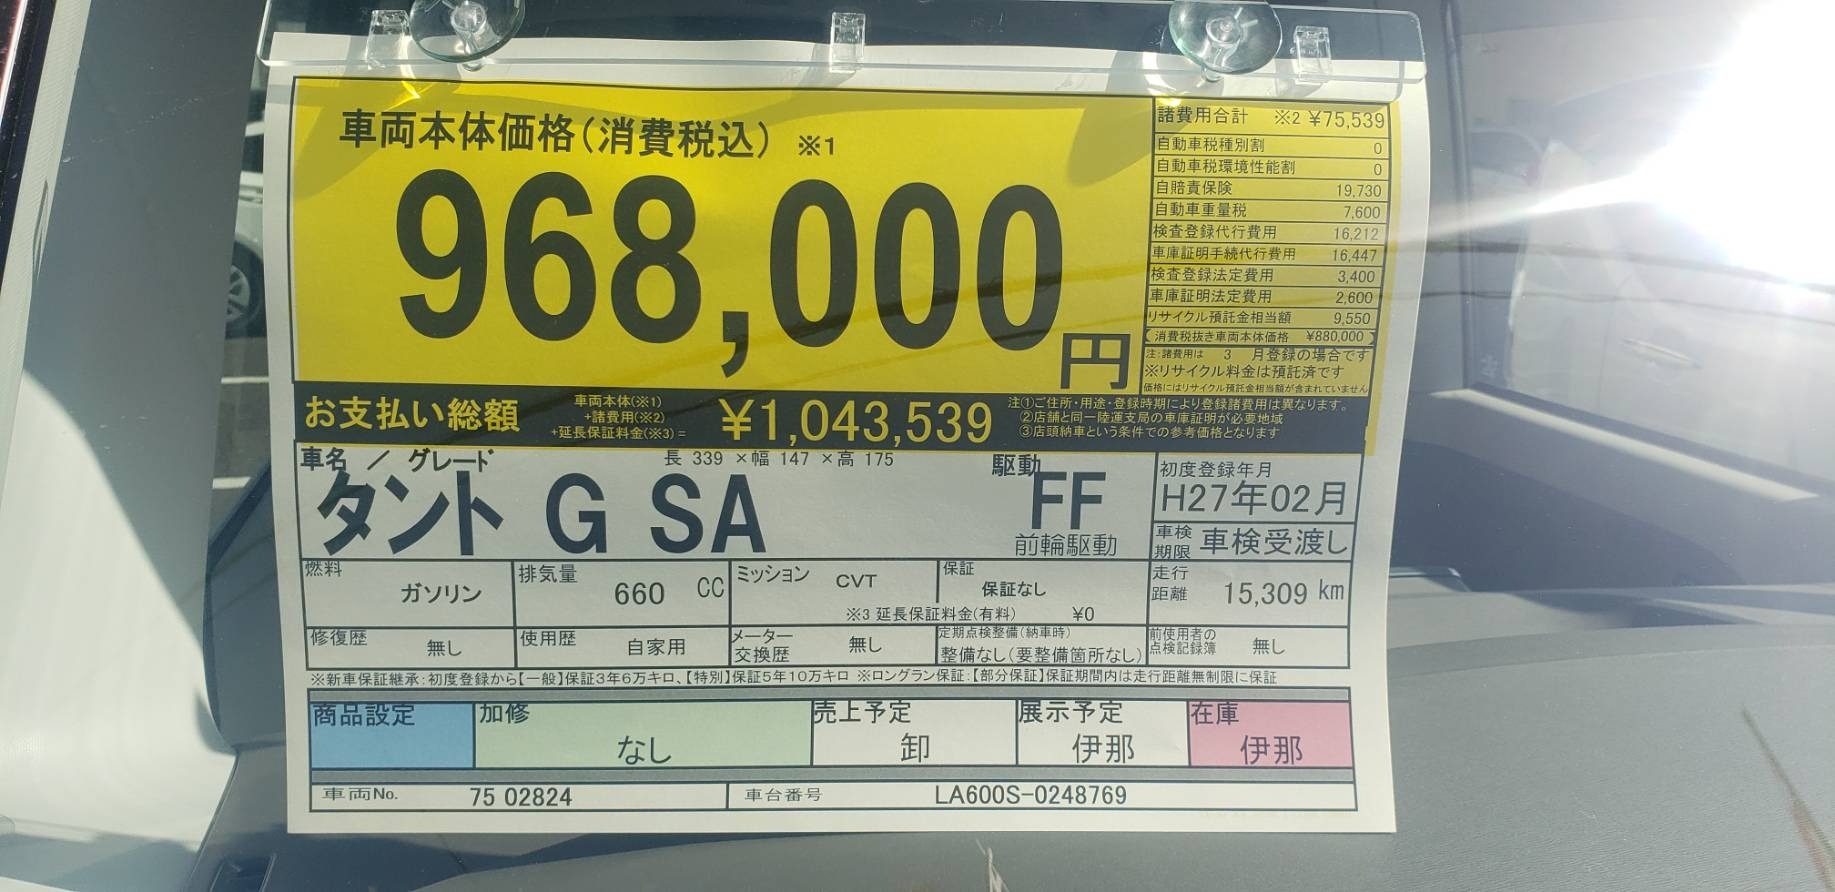 車両本体価格(消費税込) ※1
968,000円
諸費用合計 ※2 ¥75,539
自動車税種別割 0
自動車税環境性能割 0
自賠責保険 19,730
自動車重量税 7,600
検査登録代行費用 16,212
車庫証明手続代行費用 16,447
検査登録法定費用 3,400
車庫証明法定費用 2,600
リサイクル預託金相当額 9,550
【消費税抜き車両本体価格 ¥880,000】
注:諸費用は 3 月登録の場合です
※リサイクル料金は預託済です
価格にはリサイクル預託金相当額が含まれていません
お支払い総額
車両本体(※1)
+諸費用(※2)
+延長保証料金(※3)=
¥1,043,539
注①ご住所・用途・登録時期により登録諸費用は異なります。
②店舗と同一陸運支局の車庫証明が必要地域
③店頭納車という条件での参考価格となります
車名 / グレード 長 339 ×幅 147 ×高 175
タント G SA
駆動
FF
前輪駆動
初度登録年月
H27年02月
車検期限 車検受渡し
燃料 ガソリン
排気量 660 CC
ミッション CVT
保証 保証なし
※3 延長保証料金(有料) ¥0
走行距離 15,309 km
修復歴 無し
使用歴 自家用
メーター交換歴 無し
定期点検整備(納車時)
整備なし(要整備箇所なし)
前使用者の点検記録簿 無し
※新車保証継承:初度登録から【一般】保証3年6万キロ、【特別】保証5年10万キロ ※ロングラン保証:【部分保証】保証期間内は走行距離無制限に保証
商品設定
加修 なし
売上予定 卸
展示予定 伊那
在庫 伊那
車両No. 75 02824
車台番号 LA600S-0248769